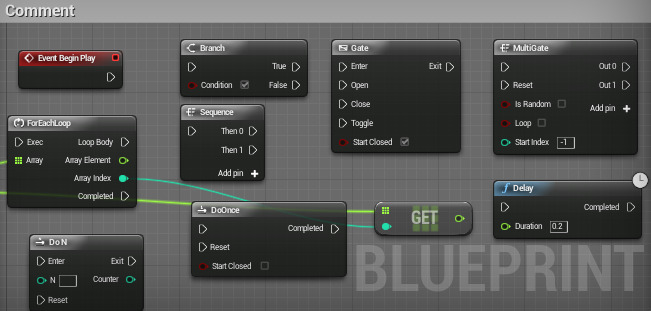 Comment
Event Begin Play
Branch
True
Condition
False
Gate
Enter
Exit
Open
Close
Toggle
Start Closed
MultiGate
Out 0
Reset
Out 1
Is Random
Add pin +
Loop
Start Index -1
Sequence
Then 0
Then 1
Add pin +
ForEachLoop
Exec
Loop Body
Array
Array Element
Array Index
Completed
DoOnce
Completed
Reset
Start Closed
GET
f Delay
Completed
Duration 0.2
Do N
Enter
Exit
N
Counter
Reset
BLUEPRINT